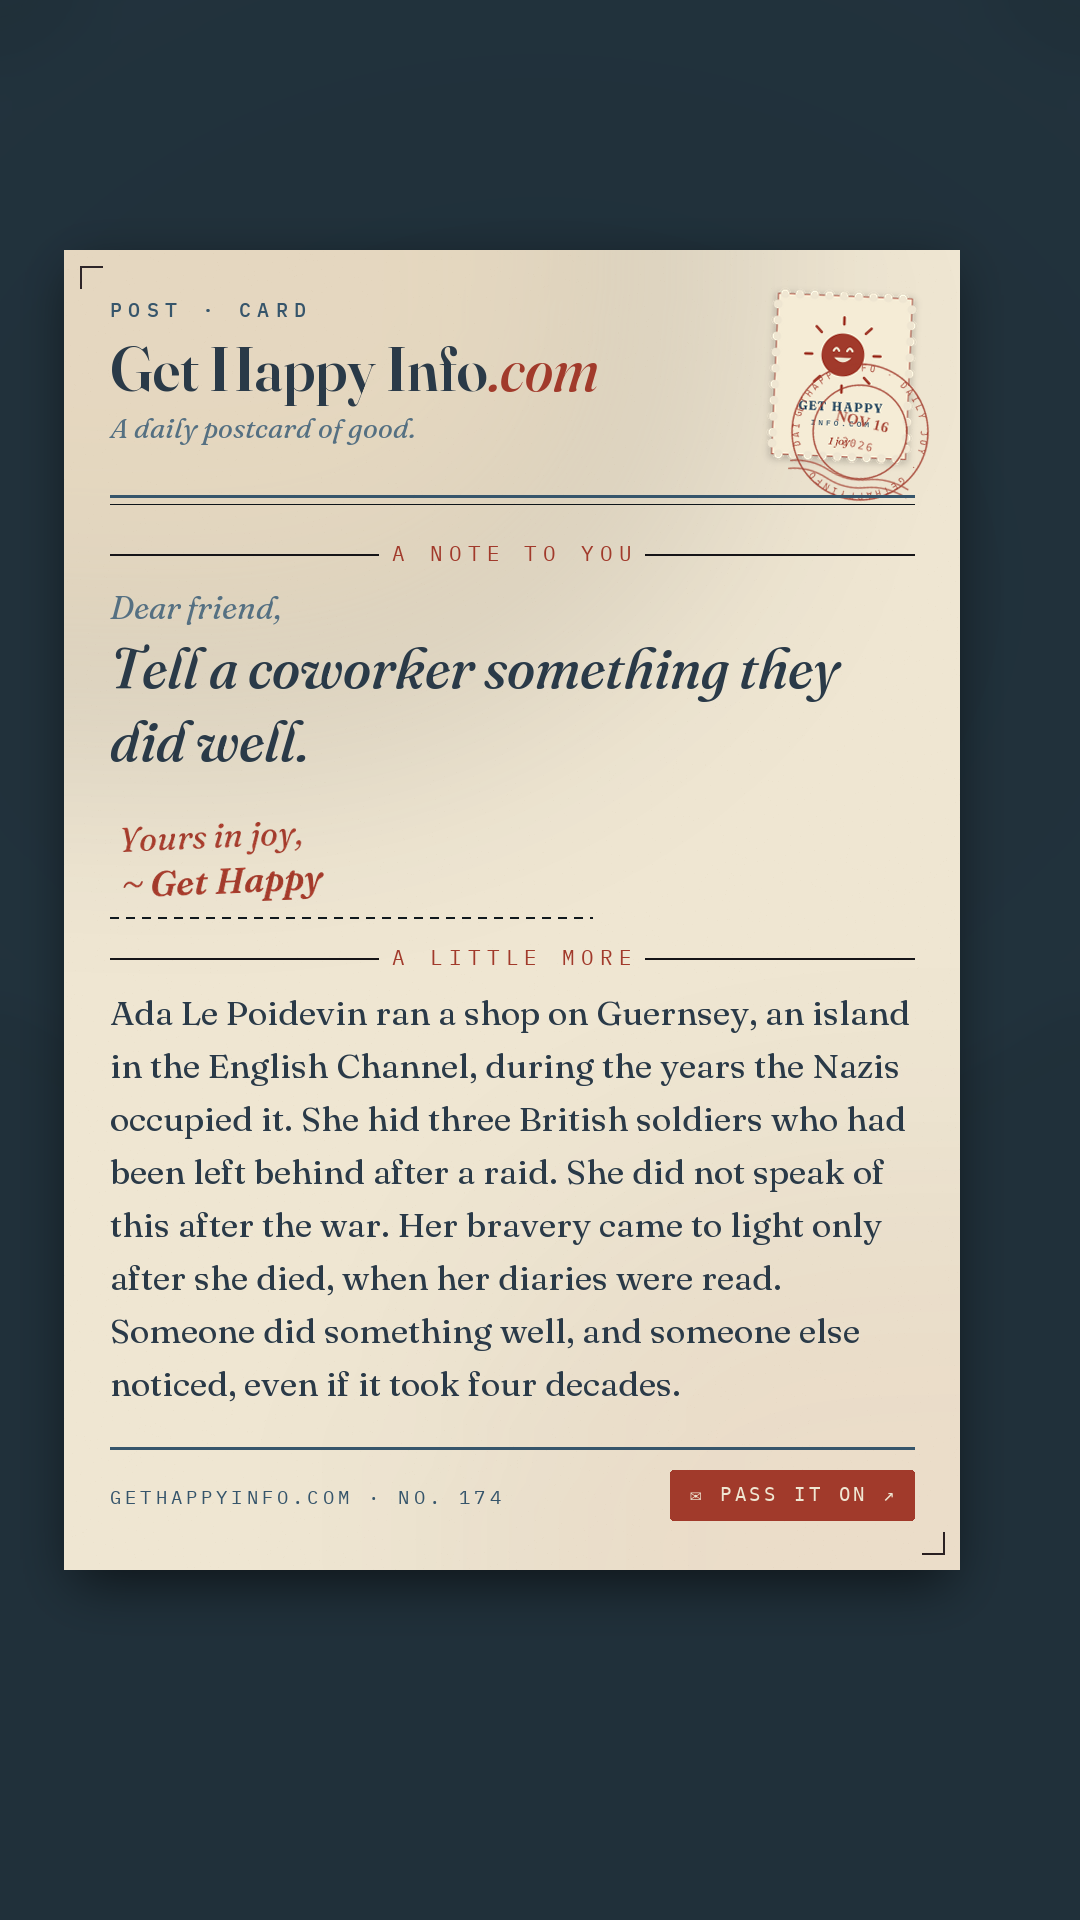 POST · CARD
Get Happy Info.com
A daily postcard of good.
GET HAPPY
INFO.COM
NOV 16
2026
1 joy
A NOTE TO YOU
Dear friend,
Tell a coworker something they
did well.
Yours in joy,
~ Get Happy
A LITTLE MORE
Ada Le Poidevin ran a shop on Guernsey, an island
in the English Channel, during the years the Nazis
occupied it. She hid three British soldiers who had
been left behind after a raid. She did not speak of
this after the war. Her bravery came to light only
after she died, when her diaries were read.
Someone did something well, and someone else
noticed, even if it took four decades.
GETHAPPYINFO.COM · NO. 174
✉ PASS IT ON ↗